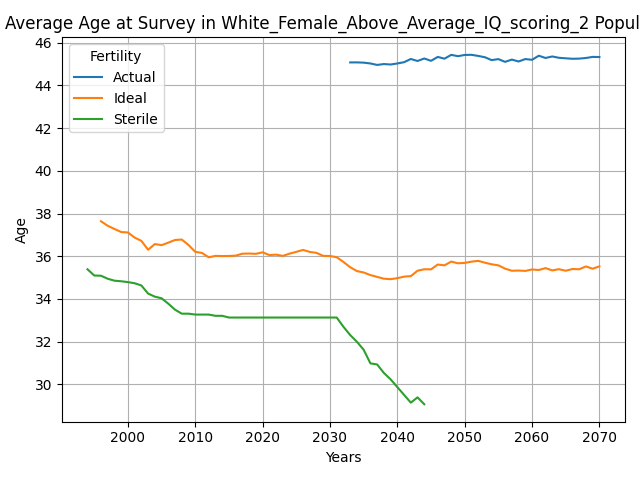 Average Age at Survey in White_Female_Above_Average_IQ_scoring_2 Popul
Fertility
Actual
Ideal
Sterile
46
44
42
40
38
36
34
32
30
Age
2000 2010 2020 2030 2040 2050 2060 2070
Years